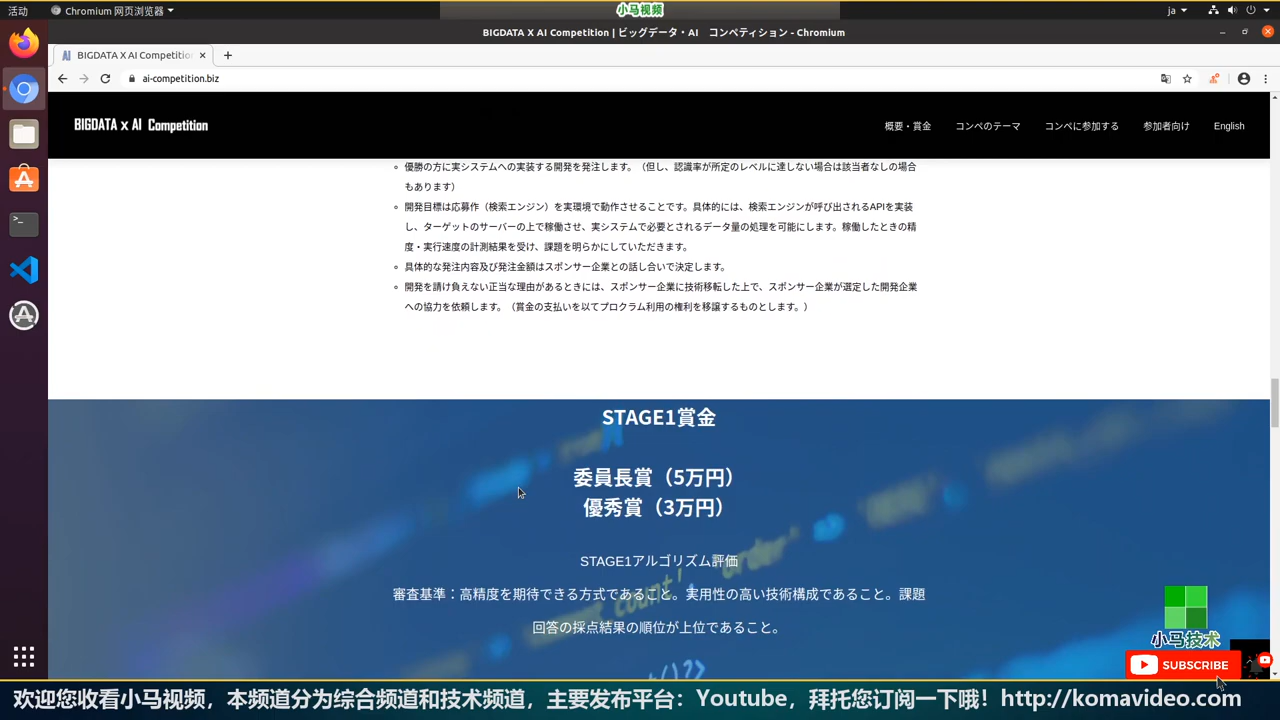 活动
Chromium 网页浏览器
小马视频
ja
BIGDATA X AI Competition | ビッグデータ・AI　コンペティション - Chromium
BIGDATA X AI Competitio
ai-competition.biz
BIGDATA x AI Competition
概要・賞金
コンペのテーマ
コンペに参加する
参加者向け
English
優勝の方に実システムへの実装する開発を発注します。（但し、認識率が所定のレベルに達しない場合は該当者なしの場合
もあります）
開発目標は応募作（検索エンジン）を実環境で動作させることです。具体的には、検索エンジンが呼び出されるAPIを実装
し、ターゲットのサーバーの上で稼働させ、実システムで必要とされるデータ量の処理を可能にします。稼働したときの精
度・実行速度の計測結果を受け、課題を明らかにしていただきます。
具体的な発注内容及び発注金額はスポンサー企業との話し合いで決定します。
開発を請け負えない正当な理由があるときには、スポンサー企業に技術移転した上で、スポンサー企業が選定した開発企業
への協力を依頼します。（賞金の支払いを以てプログラム利用の権利を移譲するものとします。）
STAGE1賞金
委員長賞（5万円）
優秀賞（3万円）
STAGE1アルゴリズム評価
審査基準：高精度を期待できる方式であること。実用性の高い技術構成であること。課題
回答の採点結果の順位が上位であること。
小马技术
SUBSCRIBE
欢迎您收看小马视频，本频道分为综合频道和技术频道，主要发布平台：Youtube，拜托您订阅一下哦！http://komavideo.com